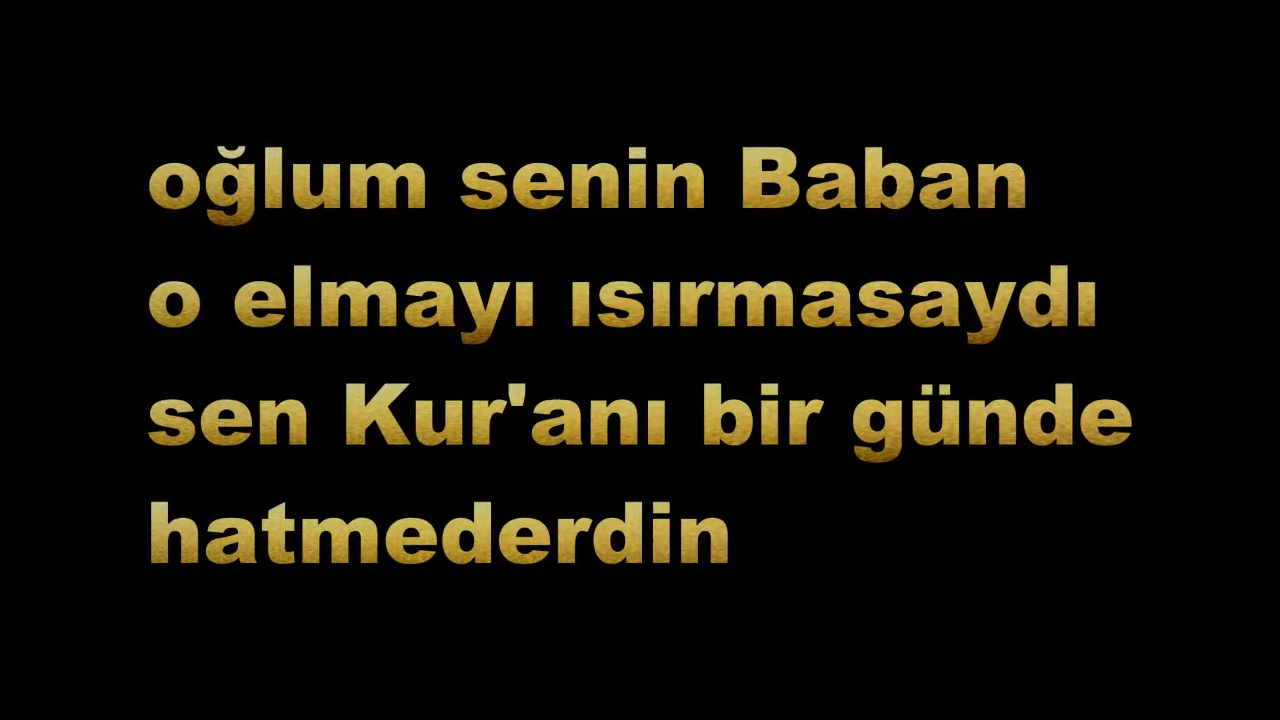 oğlum senin Baban
o elmayı ısırmasaydı
sen Kur'anı bir günde
hatmederdin